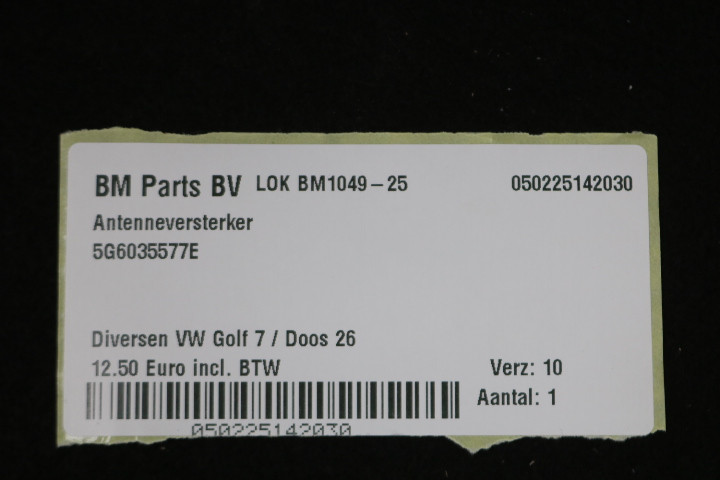 BM Parts BV LOK BM1049-25 050225142030
Antenneversterker
5G6035577E
Diversen VW Golf 7 / Doos 26
12.50 Euro incl. BTW Verz: 10
Aantal: 1
050225142030